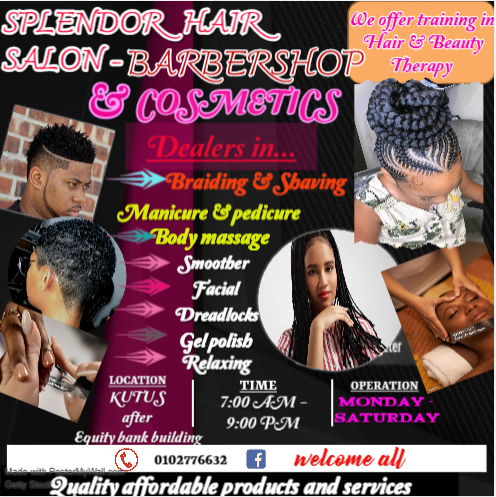 SPLENDOR HAIR
SALON - BARBERSHOP
& COSMETICS
We offer training in
Hair & Beauty
Therapy
Dealers in...
Braiding & Shaving
Manicure & pedicure
Body massage
Smoother
Facial
Dreadlocks
Gel polish
Relaxing
LOCATION
KUTUS
after
Equity bank building
TIME
7:00 AM -
9:00 PM
OPERATION
MONDAY -
SATURDAY
0102776632
welcome all
Made with PosterMyWall.com
Quality affordable products and services